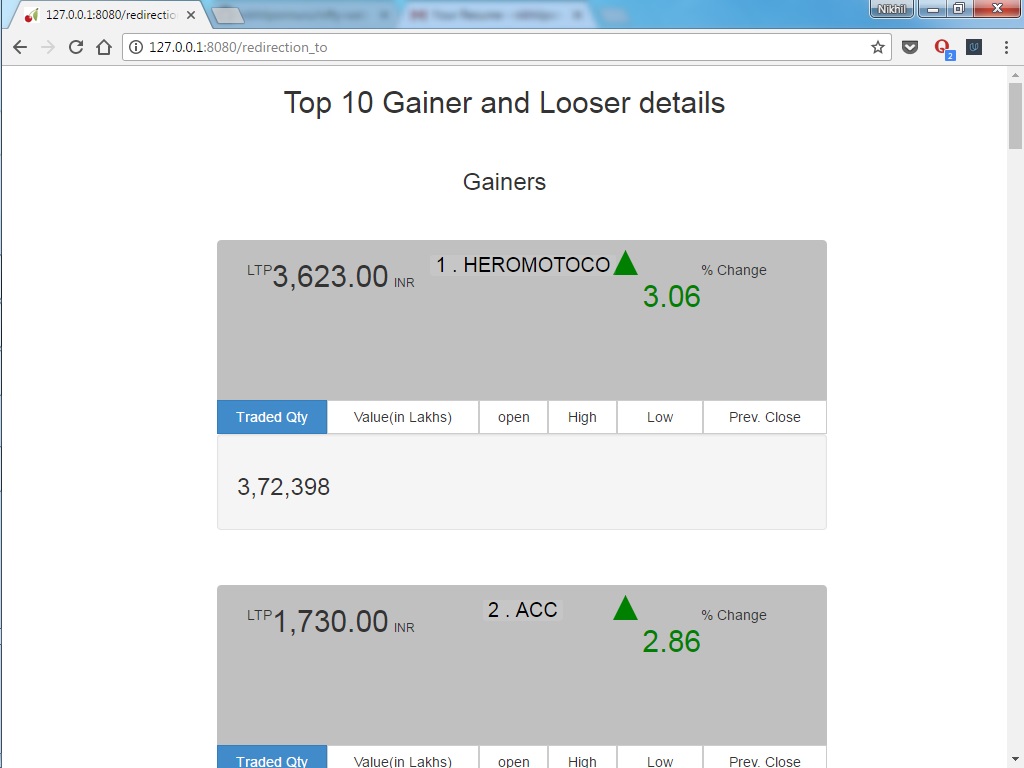 127.0.0.1:8080/redirectio
Nikhil
127.0.0.1:8080/redirection_to
2
Top 10 Gainer and Looser details
Gainers
LTP 3,623.00 INR
1 . HEROMOTOCO
% Change
3.06
Traded Qty Value(in Lakhs) open High Low Prev. Close
3,72,398
LTP 1,730.00 INR
2 . ACC
% Change
2.86
Traded Qty Value(in Lakhs) open High Low Prev. Close